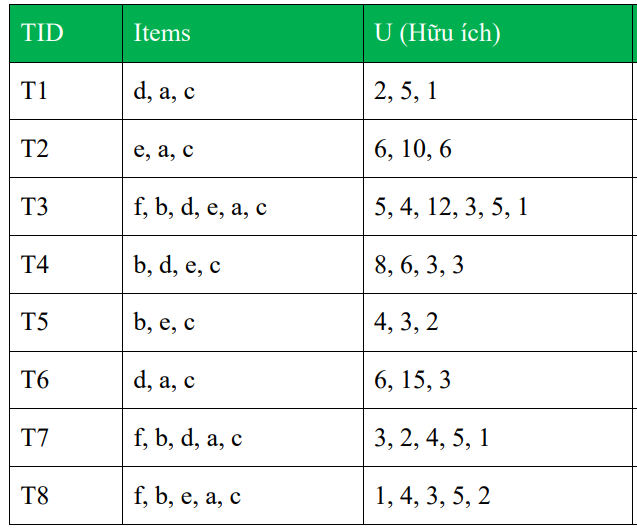 TID Items U (Hữu ích)
T1 d, a, c 2, 5, 1
T2 e, a, c 6, 10, 6
T3 f, b, d, e, a, c 5, 4, 12, 3, 5, 1
T4 b, d, e, c 8, 6, 3, 3
T5 b, e, c 4, 3, 2
T6 d, a, c 6, 15, 3
T7 f, b, d, a, c 3, 2, 4, 5, 1
T8 f, b, e, a, c 1, 4, 3, 5, 2